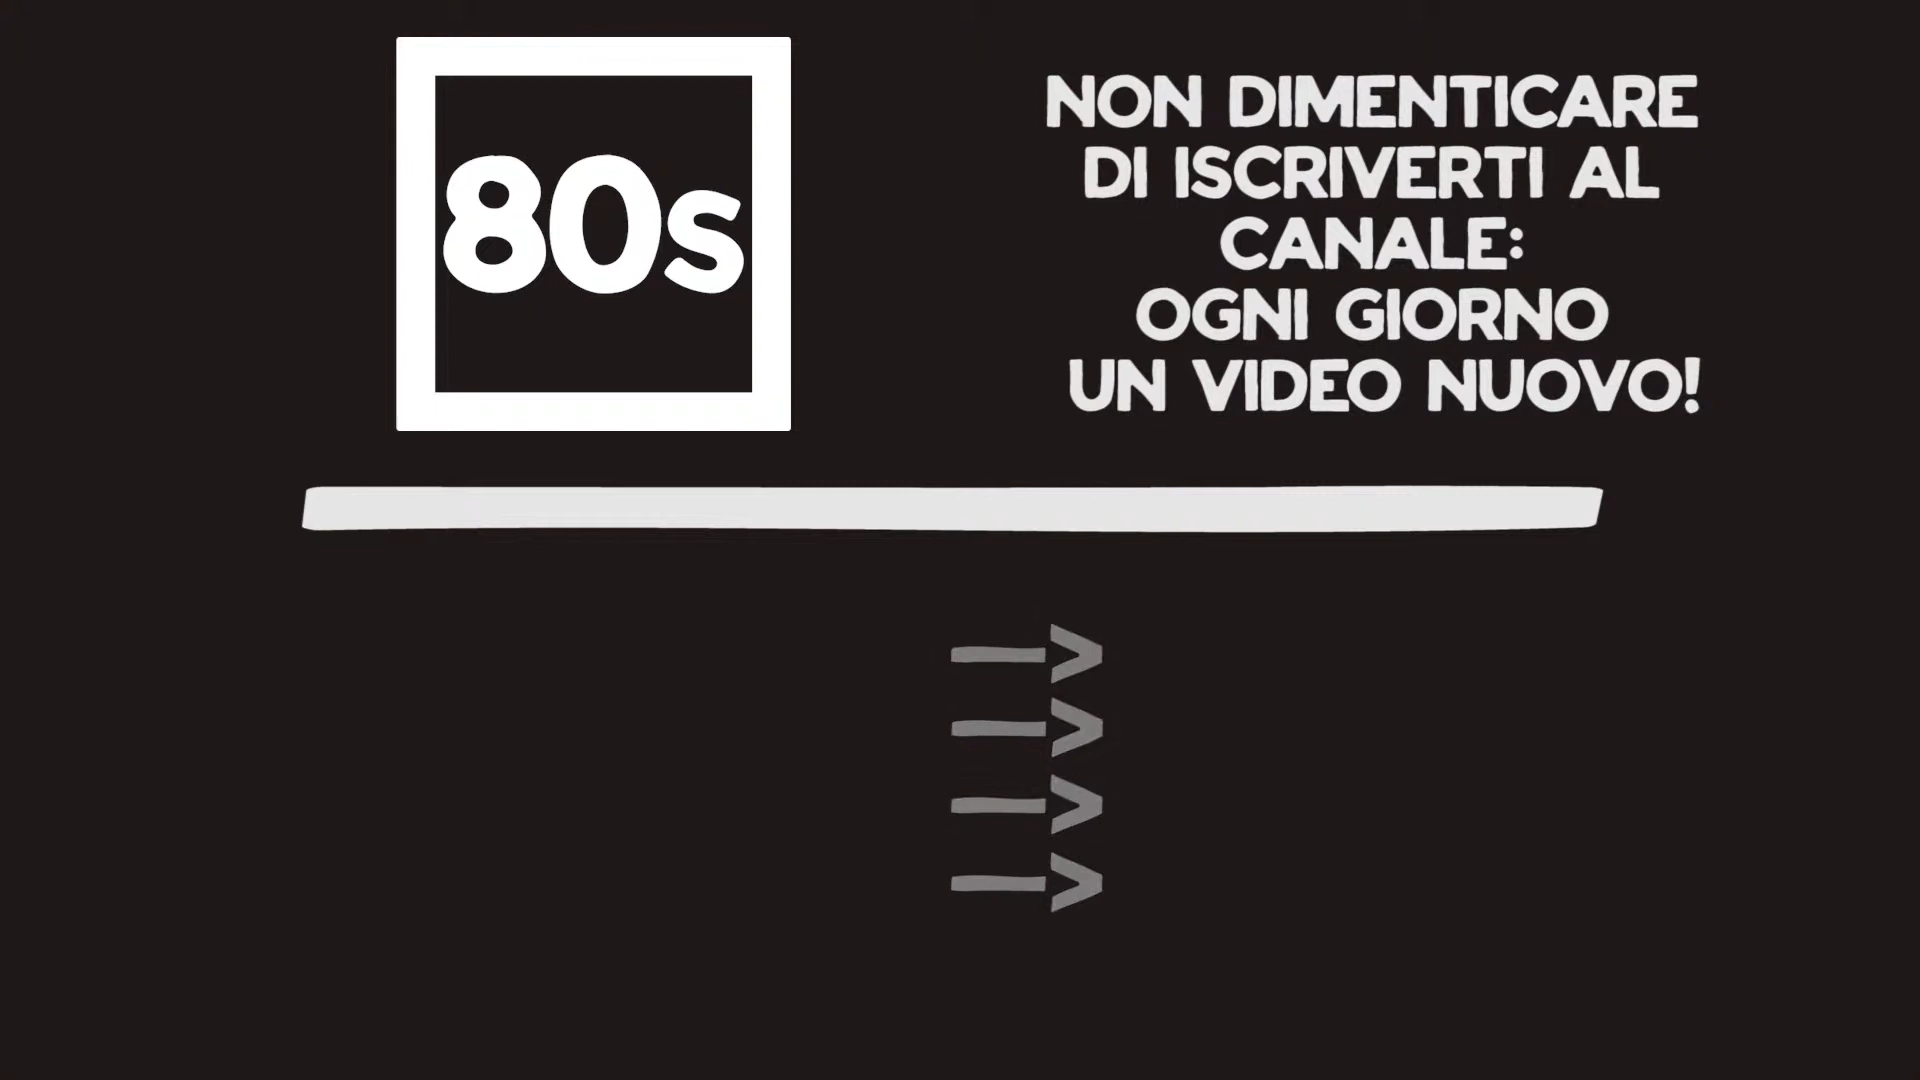 80s
NON DIMENTICARE
DI ISCRIVERTI AL
CANALE:
OGNI GIORNO
UN VIDEO NUOVO!